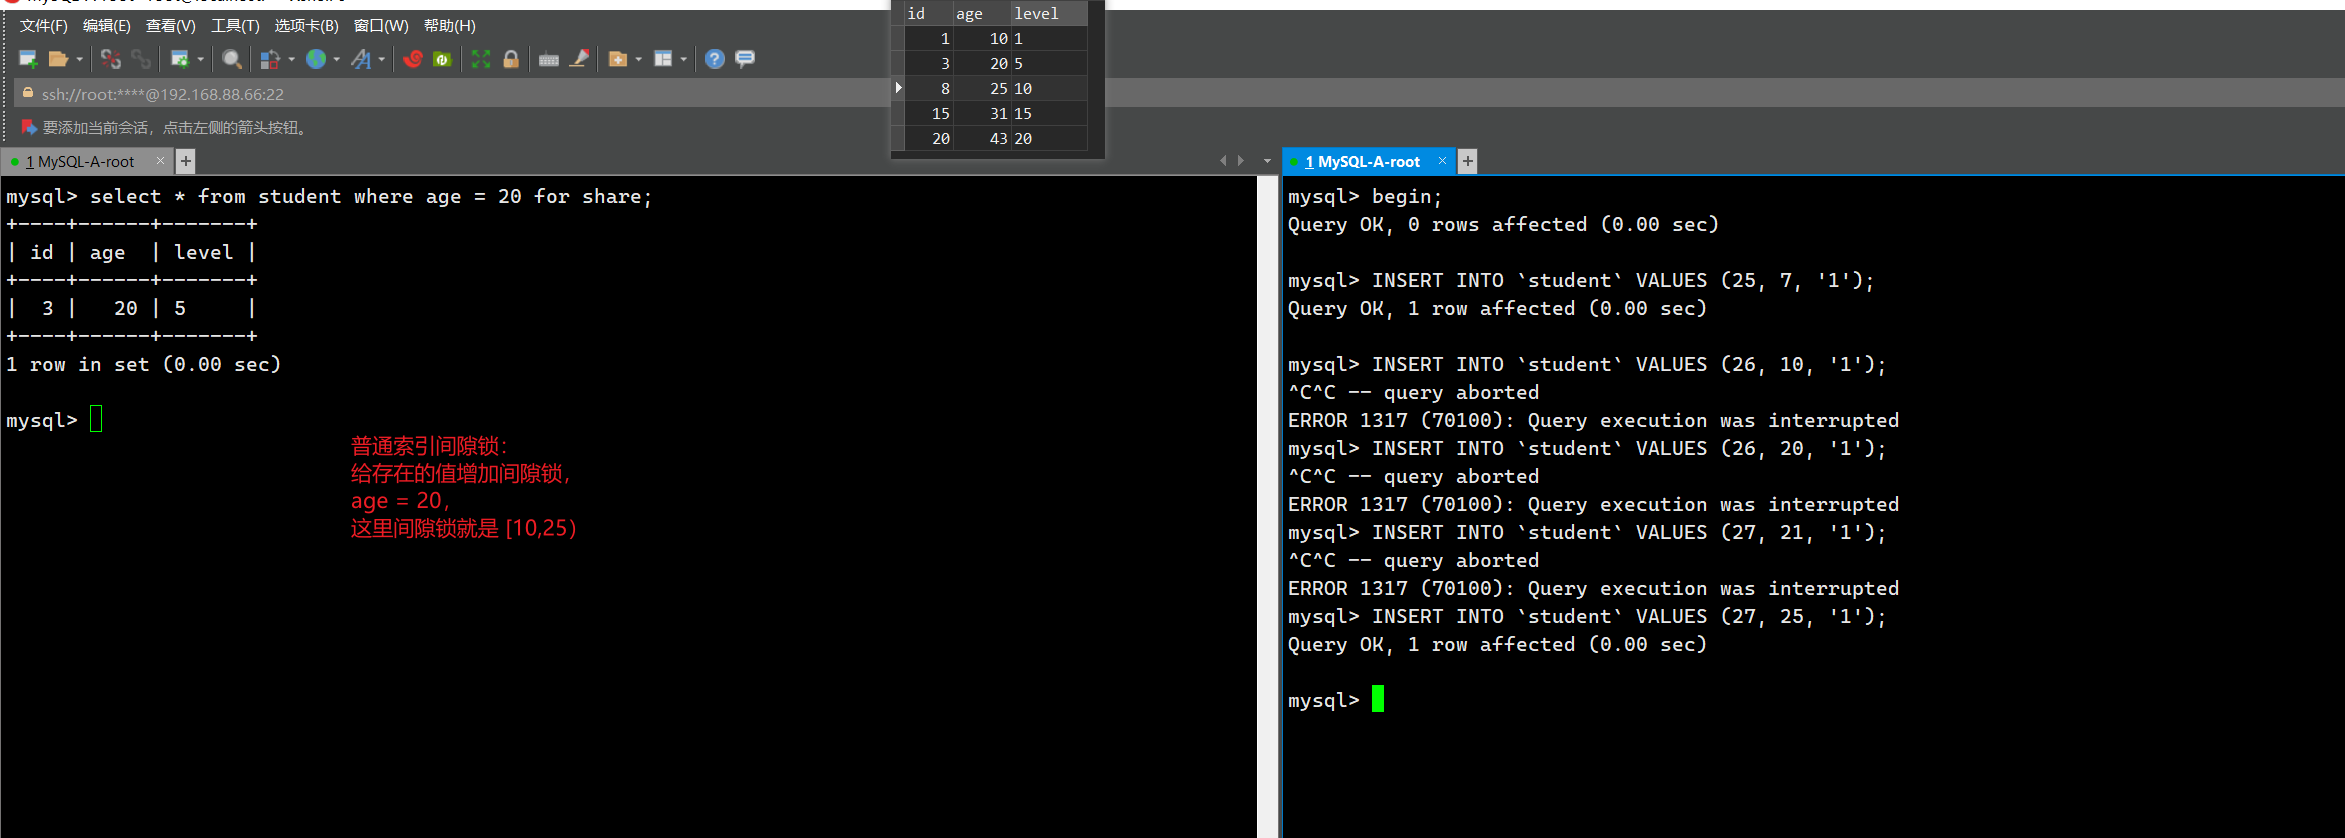 文件(F) 编辑(E) 查看(V) 工具(T) 选项卡(B) 窗口(W) 帮助(H)
ssh://root:****@192.168.88.66:22
要添加当前会话，点击左侧的箭头按钮。
id age level
1 10 1
3 20 5
8 25 10
15 31 15
20 43 20
1 MySQL-A-root × +
mysql> select * from student where age = 20 for share;
+----+------+-------+
| id | age  | level |
+----+------+-------+
|  3 |   20 | 5     |
+----+------+-------+
1 row in set (0.00 sec)
mysql>
普通索引间隙锁：
给存在的值增加间隙锁，
age = 20，
这里间隙锁就是 [10,25）
1 MySQL-A-root × +
mysql> begin;
Query OK, 0 rows affected (0.00 sec)
mysql> INSERT INTO `student` VALUES (25, 7, '1');
Query OK, 1 row affected (0.00 sec)
mysql> INSERT INTO `student` VALUES (26, 10, '1');
^C^C -- query aborted
ERROR 1317 (70100): Query execution was interrupted
mysql> INSERT INTO `student` VALUES (26, 20, '1');
^C^C -- query aborted
ERROR 1317 (70100): Query execution was interrupted
mysql> INSERT INTO `student` VALUES (27, 21, '1');
^C^C -- query aborted
ERROR 1317 (70100): Query execution was interrupted
mysql> INSERT INTO `student` VALUES (27, 25, '1');
Query OK, 1 row affected (0.00 sec)
mysql>